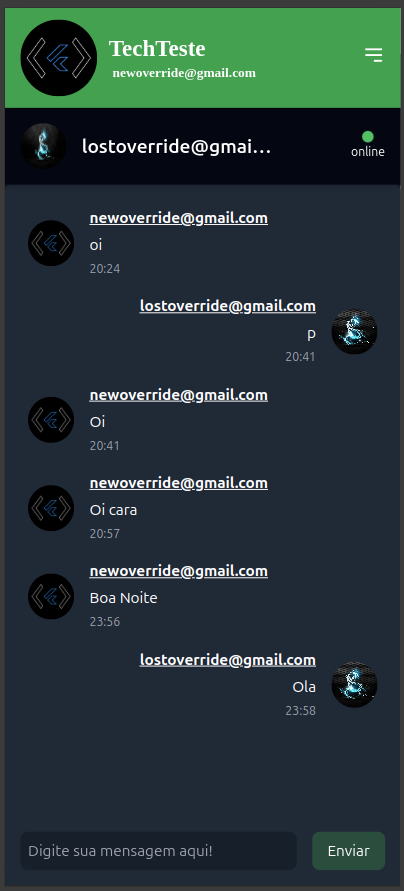 TechTeste
newoverride@gmail.com
lostoverride@gmai...
online
newoverride@gmail.com
oi
20:24
lostoverride@gmail.com
p
20:41
newoverride@gmail.com
Oi
20:41
newoverride@gmail.com
Oi cara
20:57
newoverride@gmail.com
Boa Noite
23:56
lostoverride@gmail.com
Ola
23:58
Digite sua mensagem aqui!
Enviar